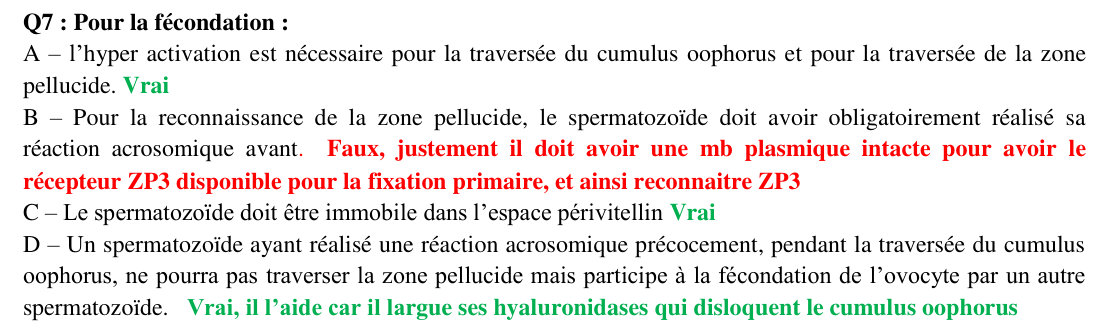 Q7 : Pour la fécondation :
A – l’hyper activation est nécessaire pour la traversée du cumulus oophorus et pour la traversée de la zone
pellucide. Vrai
B – Pour la reconnaissance de la zone pellucide, le spermatozoïde doit avoir obligatoirement réalisé sa
réaction acrosomique avant. Faux, justement il doit avoir une mb plasmique intacte pour avoir le
récepteur ZP3 disponible pour la fixation primaire, et ainsi reconnaitre ZP3
C – Le spermatozoïde doit être immobile dans l’espace périvitellin Vrai
D – Un spermatozoïde ayant réalisé une réaction acrosomique précocement, pendant la traversée du cumulus
oophorus, ne pourra pas traverser la zone pellucide mais participe à la fécondation de l’ovocyte par un autre
spermatozoïde. Vrai, il l’aide car il largue ses hyaluronidases qui disloquent le cumulus oophorus